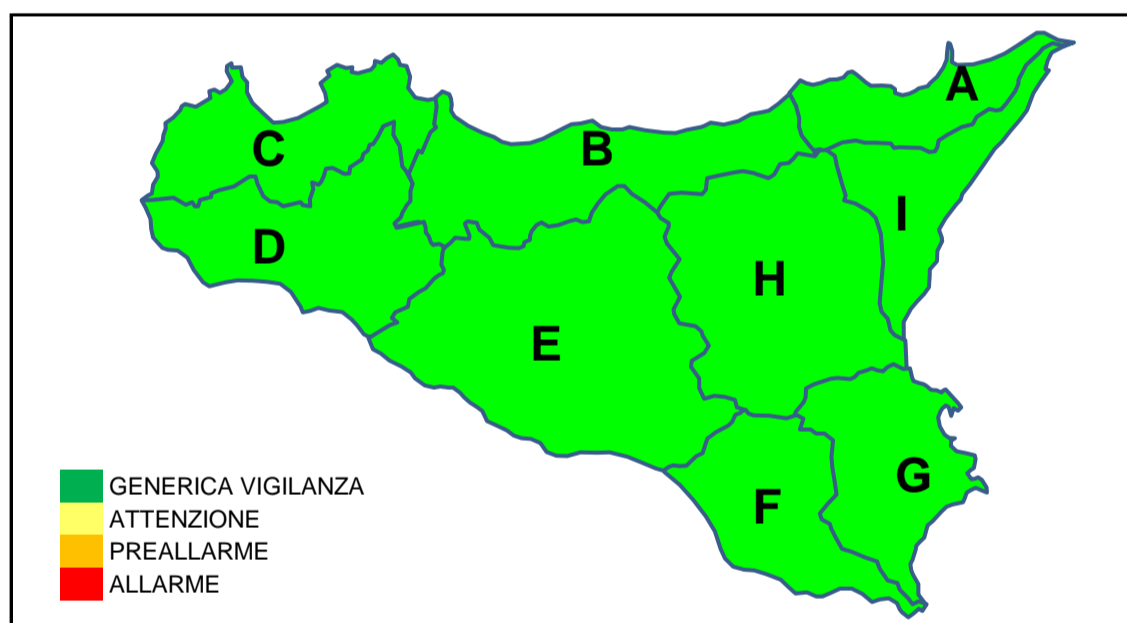 A
C
B
I
D
H
E
G
F
GENERICA VIGILANZA
ATTENZIONE
PREALLARME
ALLARME